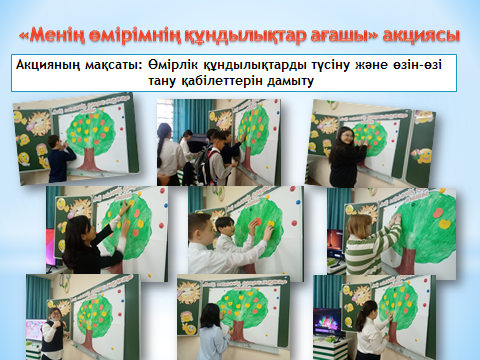 «Менің өмірімнің құндылықтар ағашы» акциясы
Акцияның мақсаты: Өмірлік құндылықтарды түсіну және өзін-өзі
тану қабілеттерін дамыту